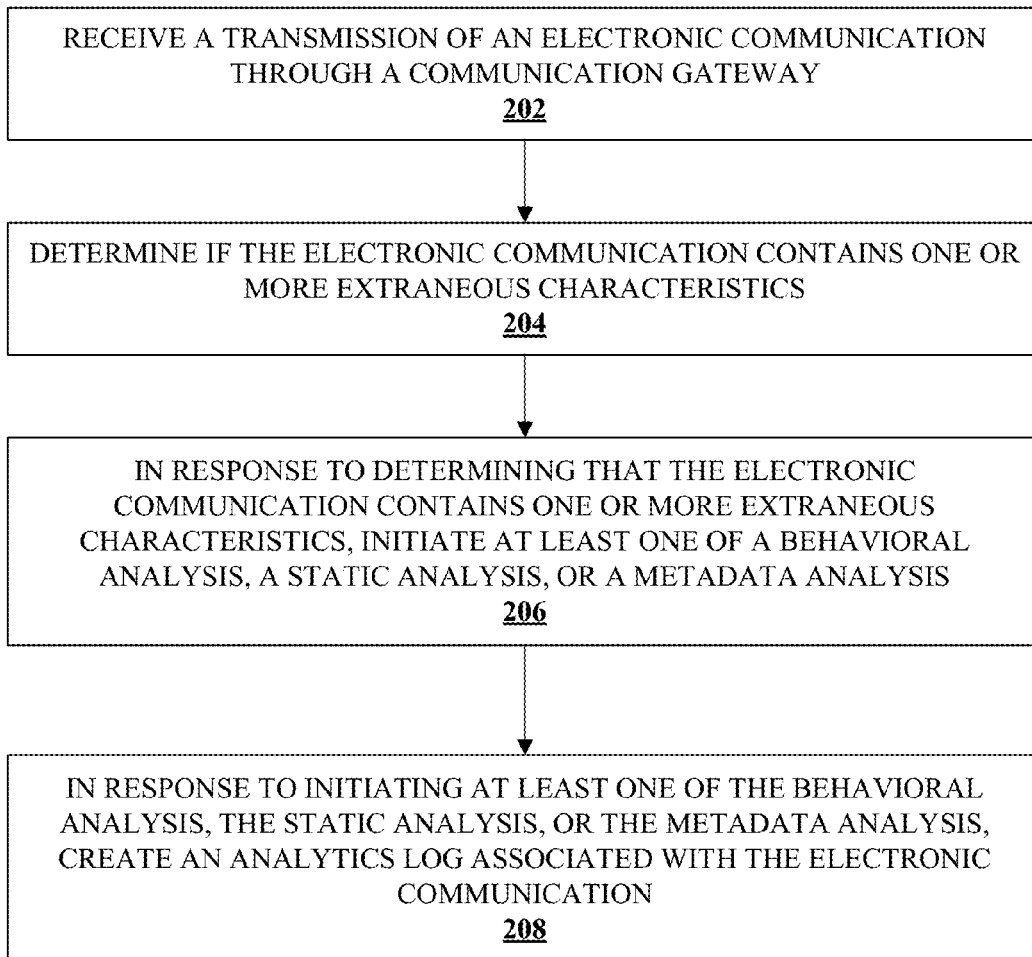 RECEIVE A TRANSMISSION OF AN ELECTRONIC COMMUNICATION
THROUGH A COMMUNICATION GATEWAY
202
DETERMINE IF THE ELECTRONIC COMMUNICATION CONTAINS ONE OR
MORE EXTRANEOUS CHARACTERISTICS
204
IN RESPONSE TO DETERMINING THAT THE ELECTRONIC
COMMUNICATION CONTAINS ONE OR MORE EXTRANEOUS
CHARACTERISTICS, INITIATE AT LEAST ONE OF A BEHAVIORAL
ANALYSIS, A STATIC ANALYSIS, OR A METADATA ANALYSIS
206
IN RESPONSE TO INITIATING AT LEAST ONE OF THE BEHAVIORAL
ANALYSIS, THE STATIC ANALYSIS, OR THE METADATA ANALYSIS,
CREATE AN ANALYTICS LOG ASSOCIATED WITH THE ELECTRONIC
COMMUNICATION
208